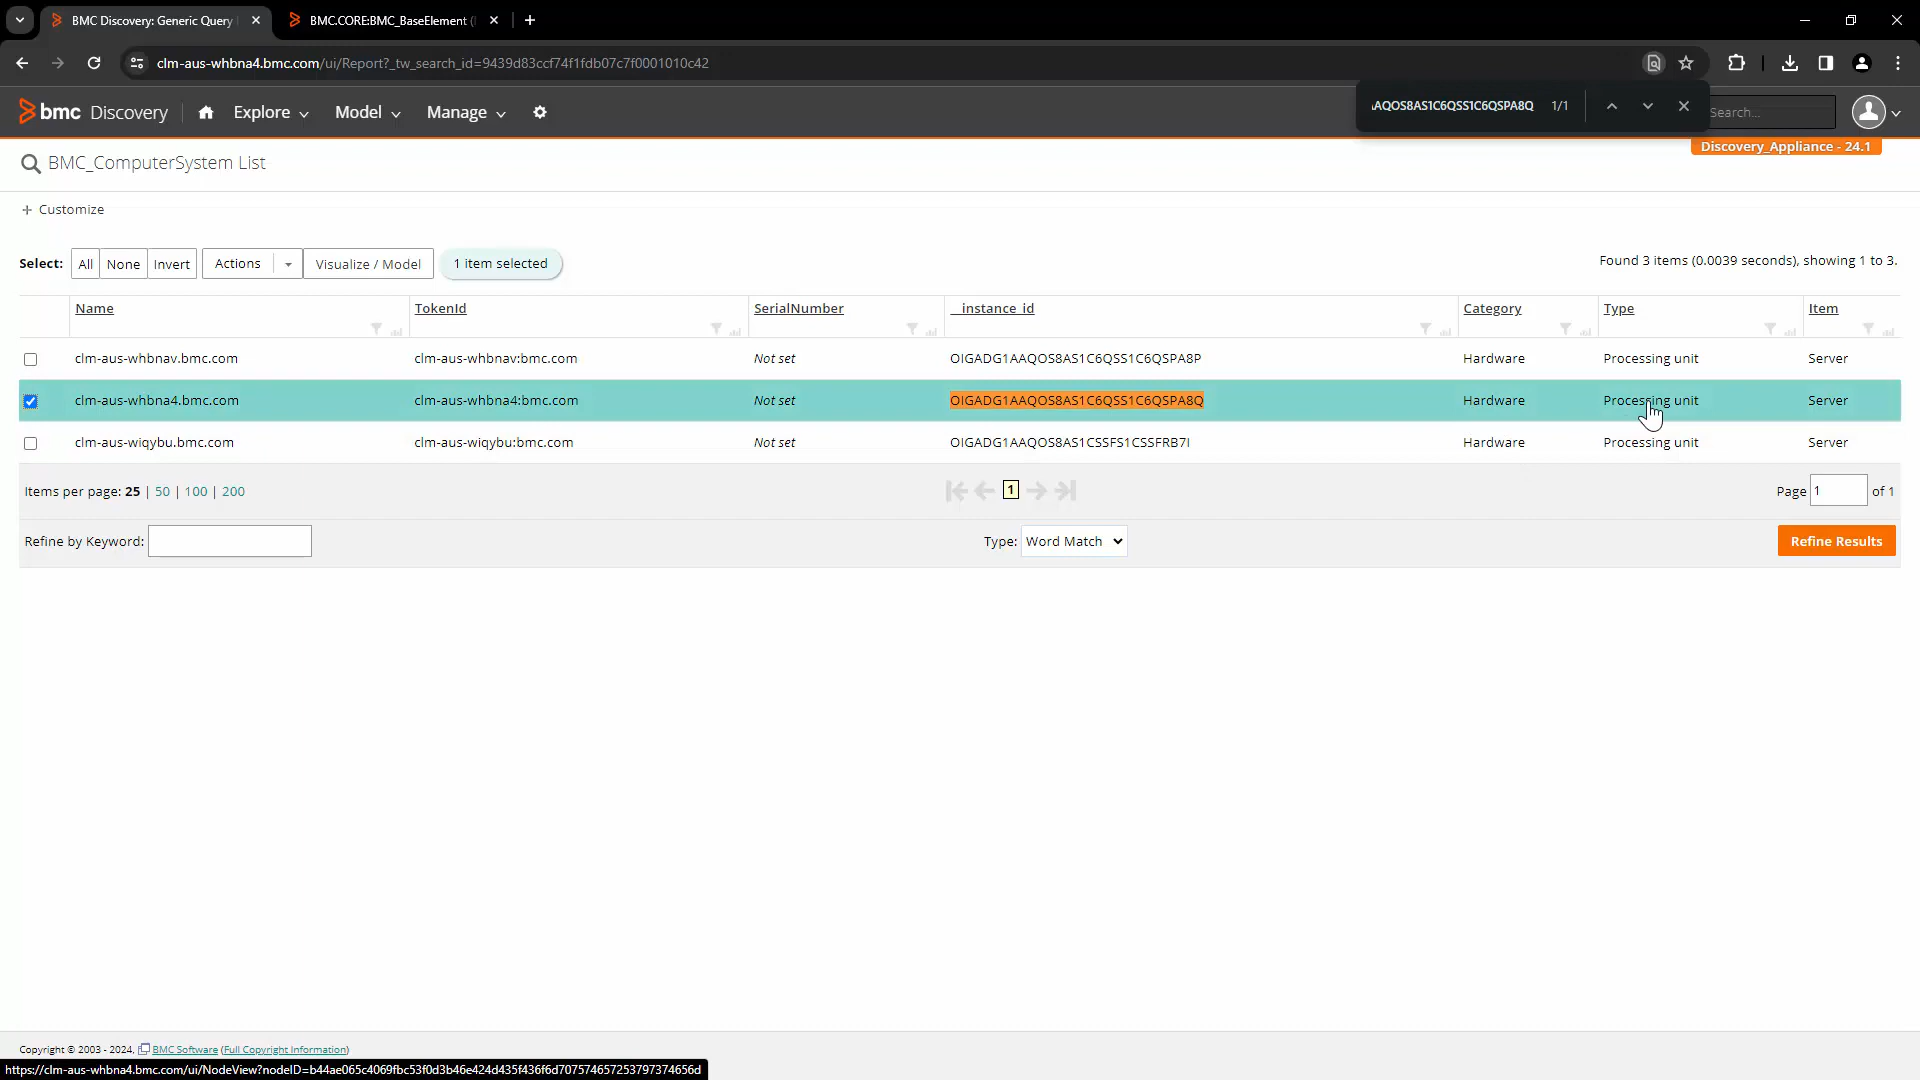 BMC Discovery: Generic Query
BMC.CORE:BMC_BaseElement (
clm-aus-whbna4.bmc.com/ui/Report?_tw_search_id=9439d83ccf74f1fdb07c7f0001010c42
bmc Discovery
Explore
Model
Manage
AQOS8AS1C6QSS1C6QSPA8Q 1/1
Search...
BMC_ComputerSystem List
Discovery_Appliance - 24.1
+ Customize
Select: All None Invert Actions Visualize / Model 1 item selected
Found 3 items (0.0039 seconds), showing 1 to 3.
Name TokenId SerialNumber __instance_id Category Type Item
clm-aus-whbnav.bmc.com clm-aus-whbnav:bmc.com Not set OIGADG1AAQOS8AS1C6QSS1C6QSPA8P Hardware Processing unit Server
clm-aus-whbna4.bmc.com clm-aus-whbna4:bmc.com Not set OIGADG1AAQOS8AS1C6QSS1C6QSPA8Q Hardware Processing unit Server
clm-aus-wiqybu.bmc.com clm-aus-wiqybu:bmc.com Not set OIGADG1AAQOS8AS1CSSFS1CSSFRB7I Hardware Processing unit Server
Items per page: 25 | 50 | 100 | 200
1
Page 1 of 1
Refine by Keyword:
Type: Word Match
Refine Results
Copyright © 2003 - 2024, BMC Software (Full Copyright Information)
https://clm-aus-whbna4.bmc.com/ui/NodeView?nodeID=b44ae065c4069fbc53f0d3b46e424d435f436f6d707574657253797374656d